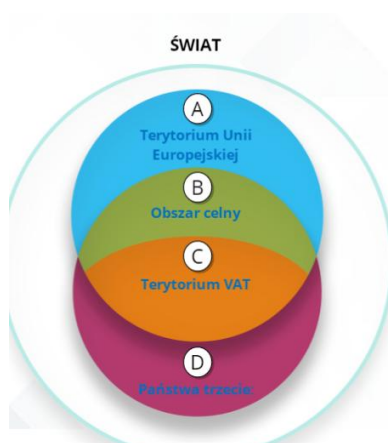 ŚWIAT
A
Terytorium Unii
Europejskiej
B
Obszar celny
C
Terytorium VAT
D
Państwa trzecie: